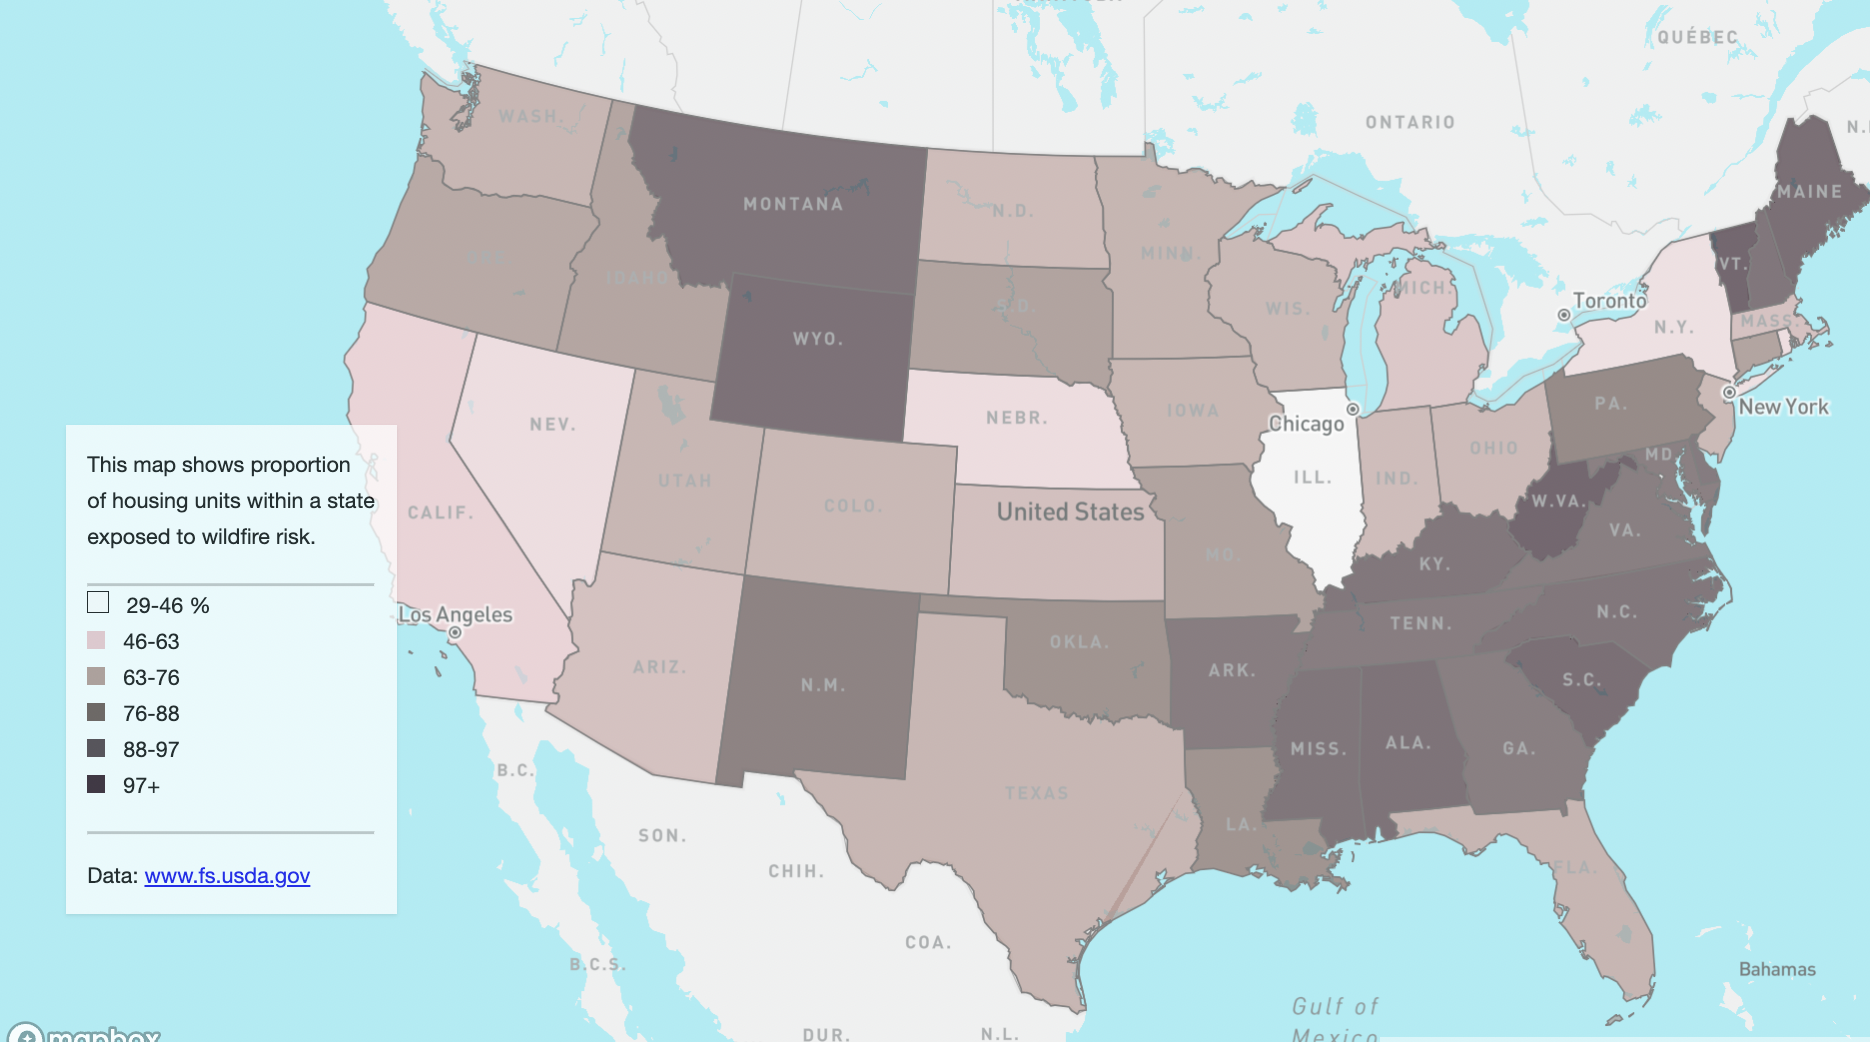 QUÉBEC
ONTARIO
N.
WASH.
MONTANA
N.D.
MINN.
MAINE
IDAHO
S.D.
WIS.
MICH.
VT.
Toronto
N.Y.
MASS.
WYO.
NEV.
NEBR.
IOWA
Chicago
PA.
New York
This map shows proportion
of housing units within a state
exposed to wildfire risk.
29-46 %
46-63
63-76
76-88
88-97
97+
Data: www.fs.usda.gov
CALIF.
UTAH
COLO.
United States
ILL.
IND.
OHIO
MD.
W.VA.
VA.
MO.
KY.
Los Angeles
ARIZ.
N.M.
OKLA.
ARK.
TENN.
N.C.
S.C.
MISS.
ALA.
GA.
TEXAS
LA.
FLA.
B.C.
SON.
CHIH.
COA.
B.C.S.
DUR.
N.L.
Bahamas
Gulf of
Mexico
mapbox